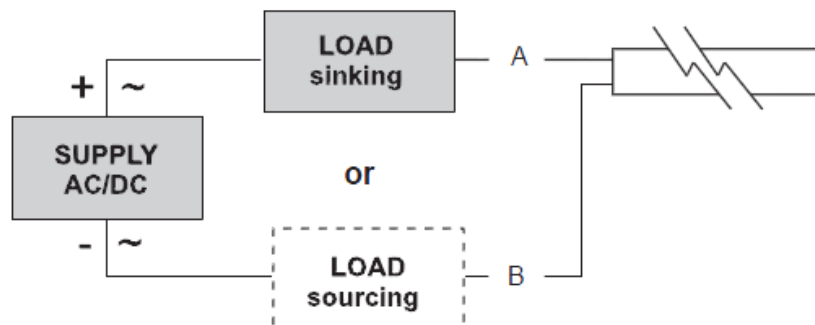 LOAD
sinking
A
+ ~
SUPPLY
AC/DC
or
- ~
LOAD
sourcing
B